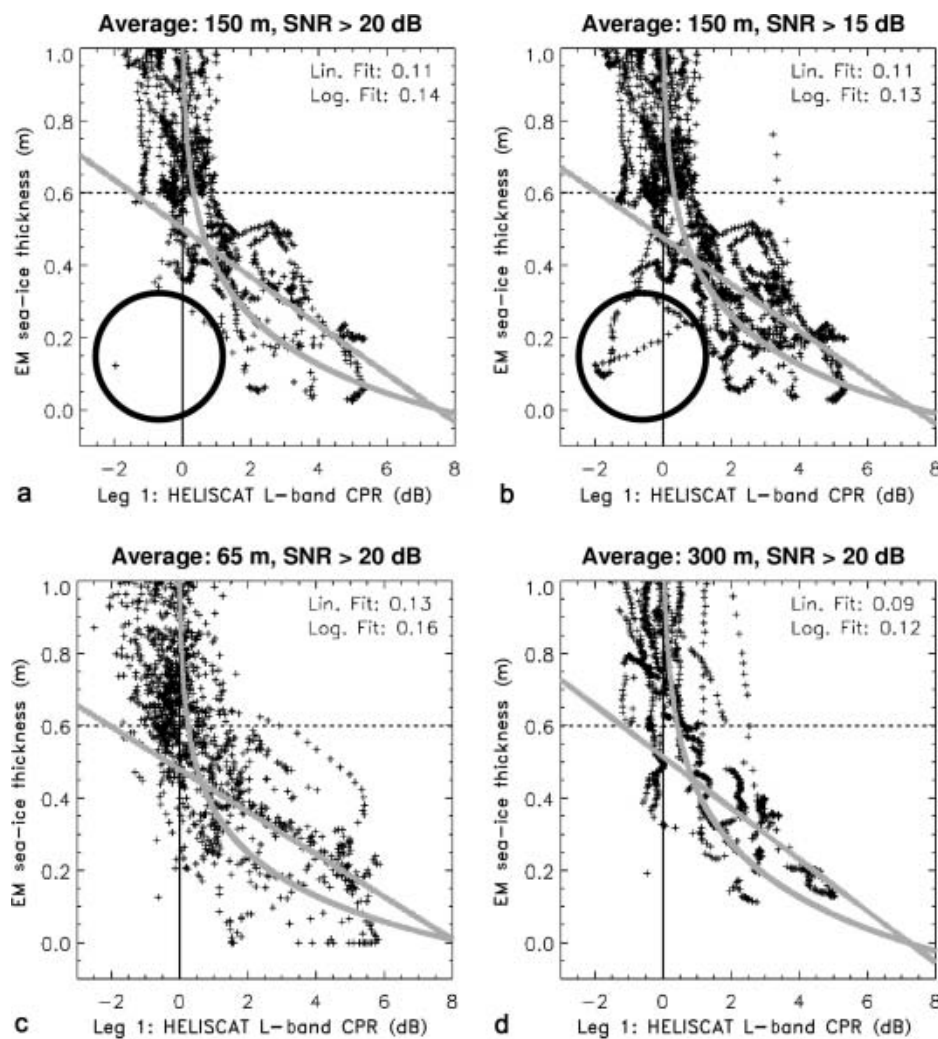 Average: 150 m, SNR > 20 dB
Lin. Fit: 0.11
Log. Fit: 0.14
1.0
0.8
0.6
0.4
0.2
0.0
EM sea-ice thickness (m)
-2 0 2 4 6 8
a Leg 1: HELISCAT L-band CPR (dB)
Average: 150 m, SNR > 15 dB
Lin. Fit: 0.11
Log. Fit: 0.13
1.0
0.8
0.6
0.4
0.2
0.0
EM sea-ice thickness (m)
-2 0 2 4 6 8
b Leg 1: HELISCAT L-band CPR (dB)
Average: 65 m, SNR > 20 dB
Lin. Fit: 0.13
Log. Fit: 0.16
1.0
0.8
0.6
0.4
0.2
0.0
EM sea-ice thickness (m)
-2 0 2 4 6 8
c Leg 1: HELISCAT L-band CPR (dB)
Average: 300 m, SNR > 20 dB
Lin. Fit: 0.09
Log. Fit: 0.12
1.0
0.8
0.6
0.4
0.2
0.0
EM sea-ice thickness (m)
-2 0 2 4 6 8
d Leg 1: HELISCAT L-band CPR (dB)